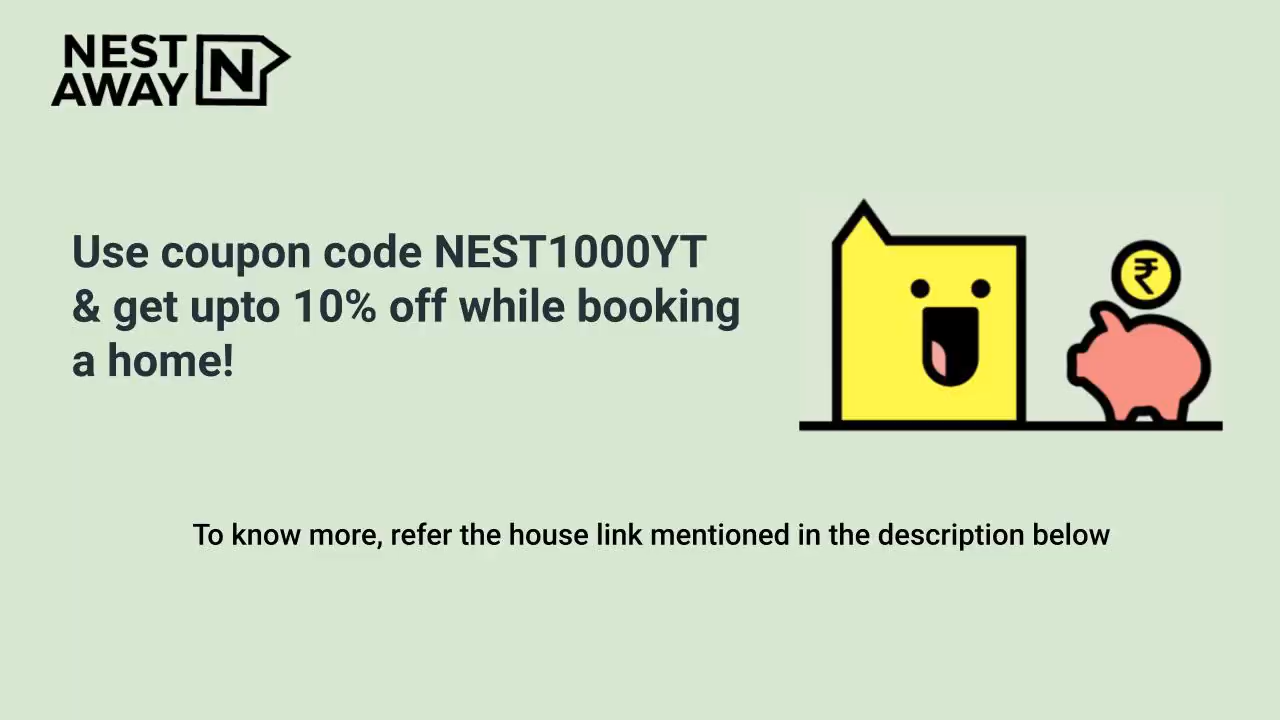 NEST
AWAY N
Use coupon code NEST1000YT
& get upto 10% off while booking
a home!
₹
To know more, refer the house link mentioned in the description below